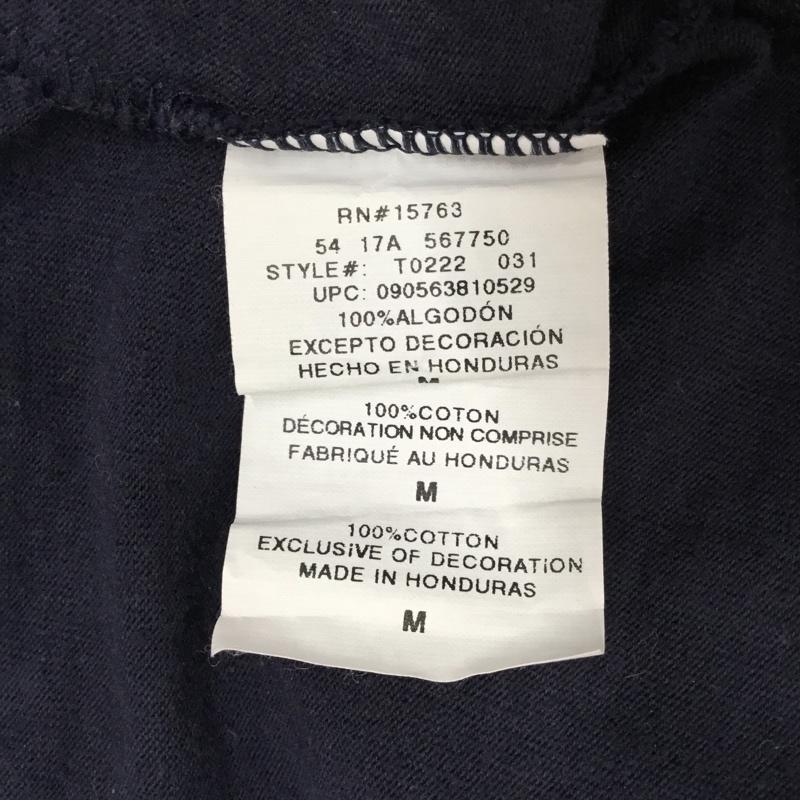 RN#15763
54 17A 567750
STYLE#: T0222 031
UPC: 090563810529
100%ALGODÓN
EXCEPTO DECORACIÓN
HECHO EN HONDURAS
M
100%COTON
DÉCORATION NON COMPRISE
FABRIQUÉ AU HONDURAS
M
100%COTTON
EXCLUSIVE OF DECORATION
MADE IN HONDURAS
M